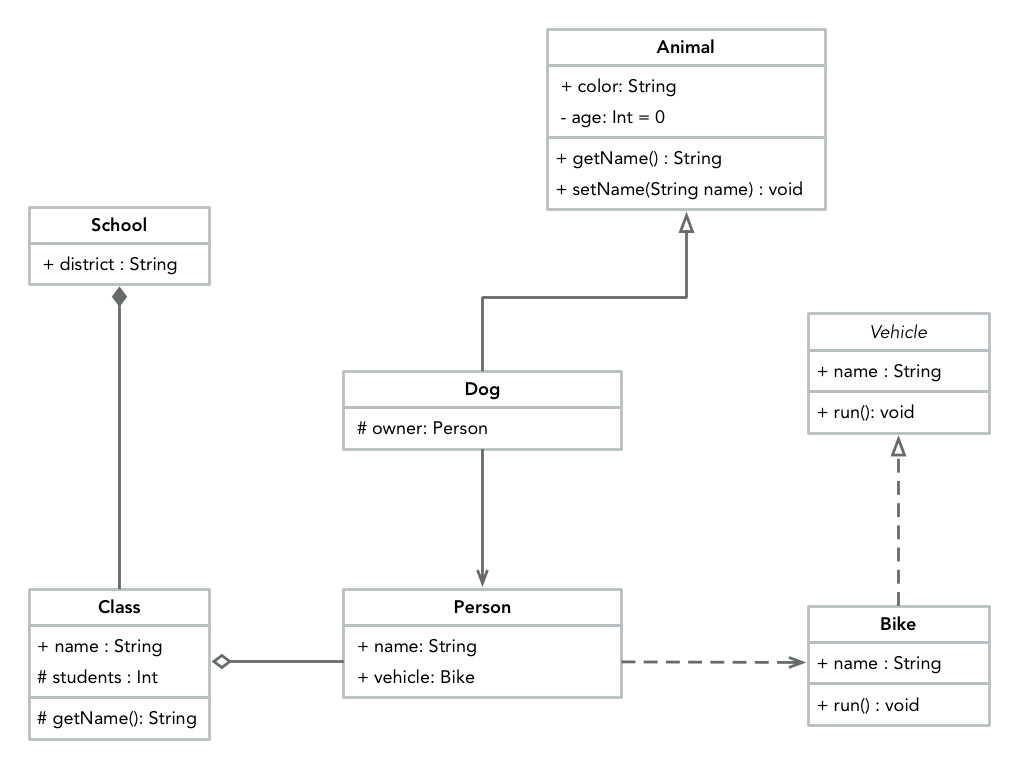 Animal
+ color: String
- age: Int = 0
+ getName() : String
+ setName(String name) : void
School
+ district : String
Vehicle
+ name : String
+ run(): void
Dog
# owner: Person
Class
+ name : String
# students : Int
# getName(): String
Person
+ name: String
+ vehicle: Bike
Bike
+ name : String
+ run() : void